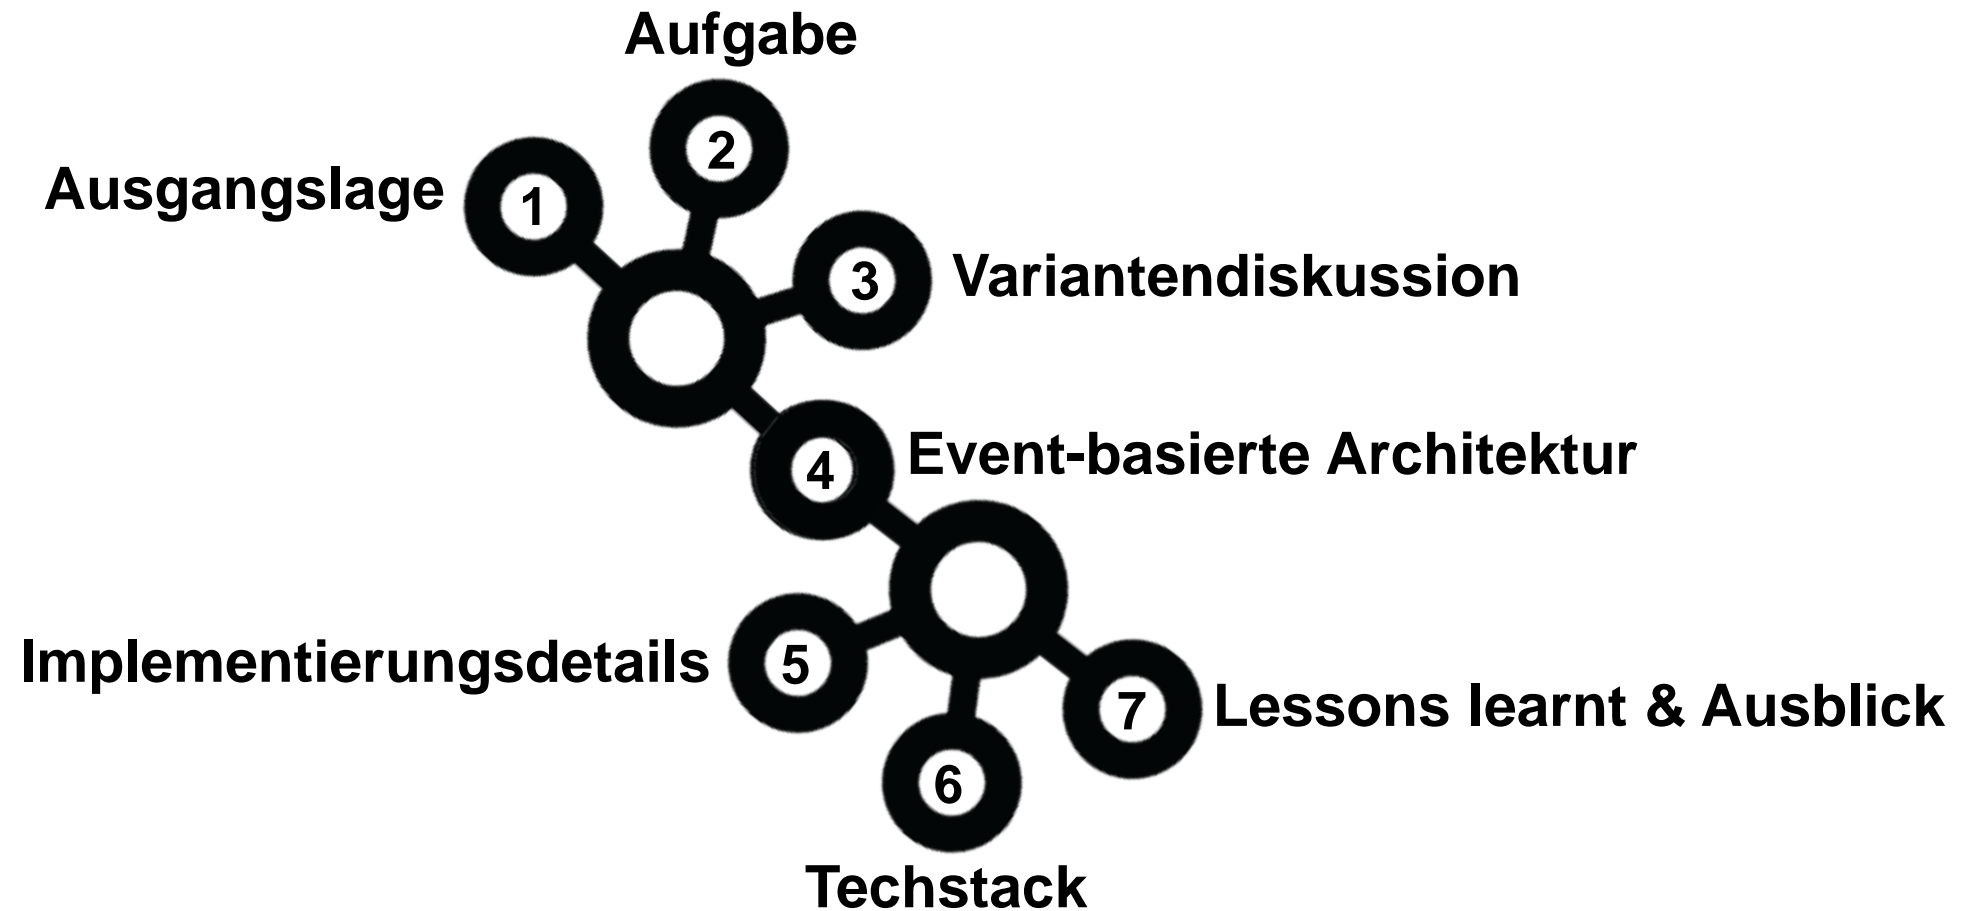 Aufgabe
2
Ausgangslage
1
3
Variantendiskussion
4
Event-basierte Architektur
Implementierungsdetails
5
7
Lessons learnt & Ausblick
6
Techstack